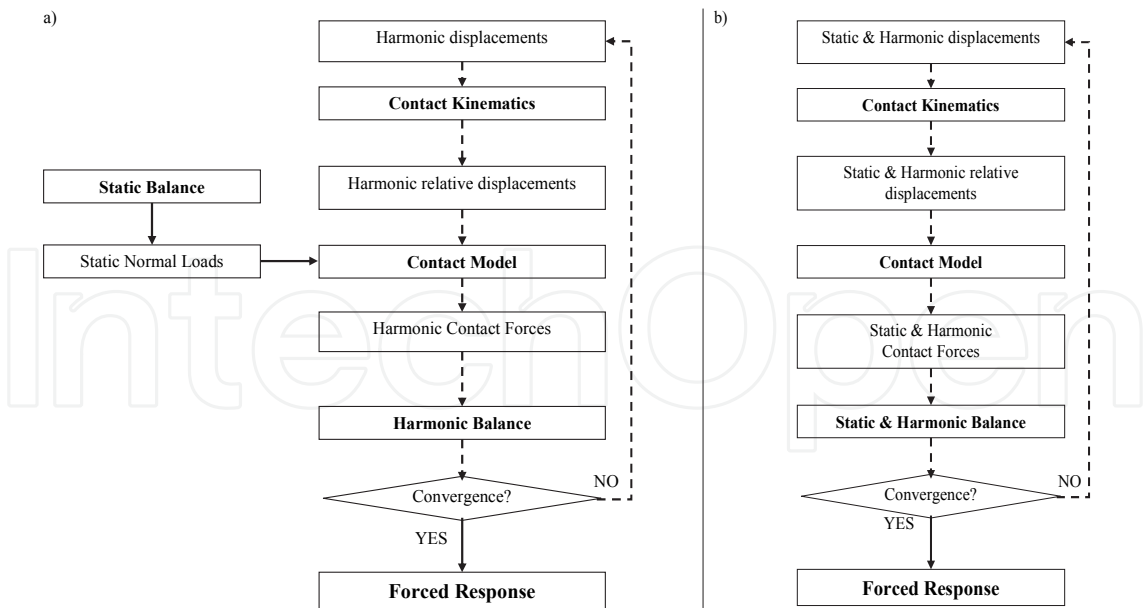 a)
Harmonic displacements
Contact Kinematics
Harmonic relative displacements
Static Balance
Static Normal Loads
Contact Model
Harmonic Contact Forces
Harmonic Balance
Convergence?
NO
YES
Forced Response
b)
Static & Harmonic displacements
Contact Kinematics
Static & Harmonic relative
displacements
Contact Model
Static & Harmonic
Contact Forces
Static & Harmonic Balance
Convergence?
NO
YES
Forced Response
IntechOpen